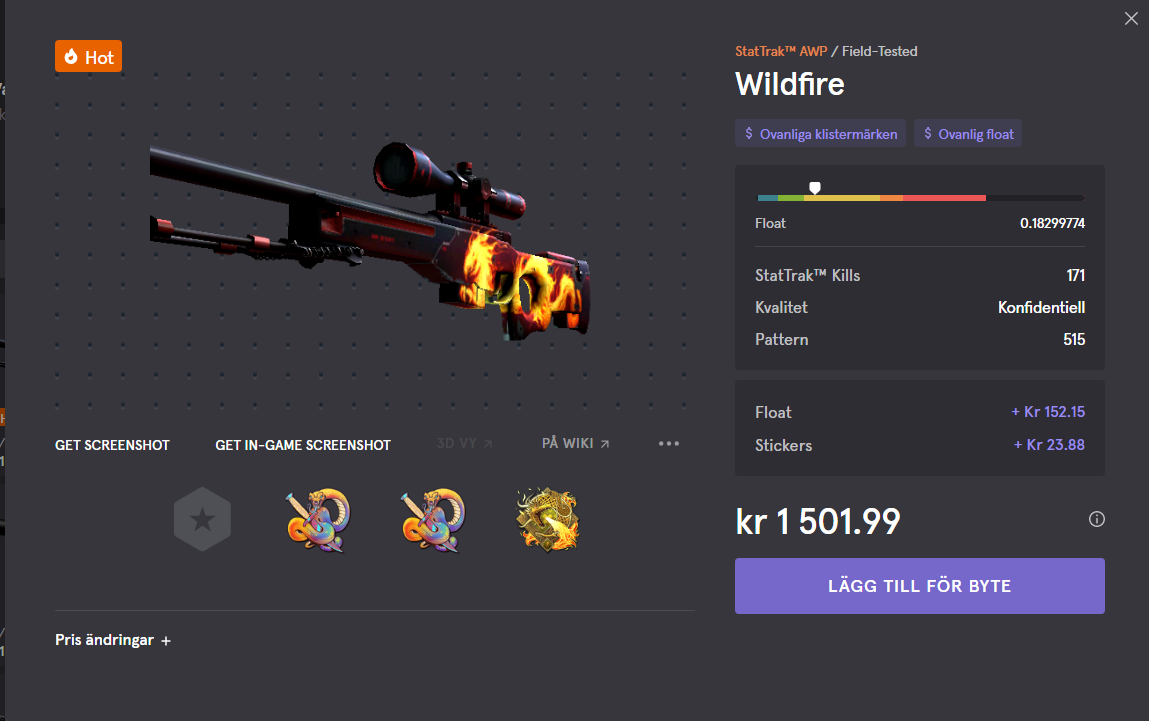 Hot
StatTrak™ AWP / Field-Tested
Wildfire
$ Ovanliga klistermärken
$ Ovanlig float
Float 0.18299774
StatTrak™ Kills 171
Kvalitet Konfidentiell
Pattern 515
Float + Kr 152.15
Stickers + Kr 23.88
GET SCREENSHOT
GET IN-GAME SCREENSHOT
3D VY
PÅ WIKI
kr 1 501.99
LÄGG TILL FÖR BYTE
Pris ändringar +